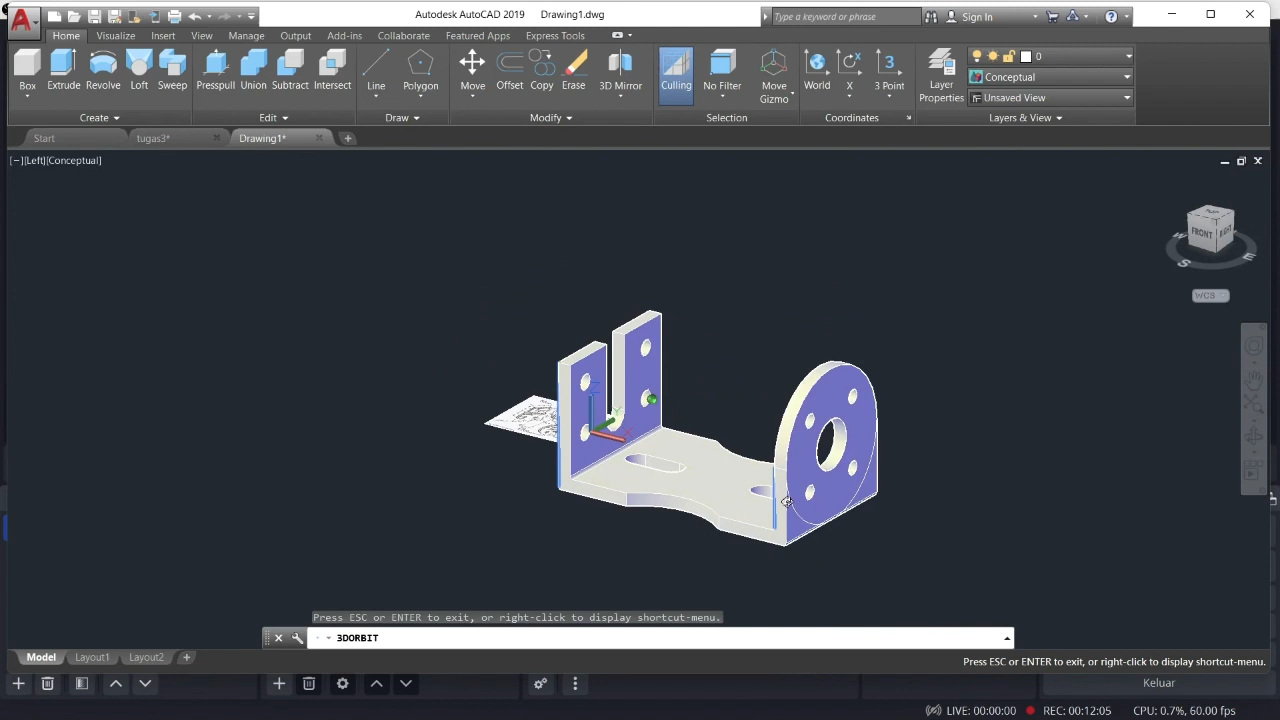 Autodesk AutoCAD 2019 Drawing1.dwg
Type a keyword or phrase
Sign In
Home Visualize Insert View Manage Output Add-ins Collaborate Featured Apps Express Tools
Box Extrude Revolve Loft Sweep Presspull Union Subtract Intersect Line Polygon Move Offset Copy Erase 3D Mirror Culling No Filter Move Gizmo World X 3 Point Layer Properties
0
Conceptual
Unsaved View
Create Edit Draw Modify Selection Coordinates Layers & View
Start tugas3* Drawing1*
[−][Left][Conceptual]
FRONT RIGHT
W S E
WCS
Press ESC or ENTER to exit, or right-click to display shortcut-menu.
3DORBIT
Model Layout1 Layout2
Press ESC or ENTER to exit, or right-click to display shortcut-menu.
Keluar
LIVE: 00:00:00 REC: 00:12:05 CPU: 0.7%, 60.00 fps